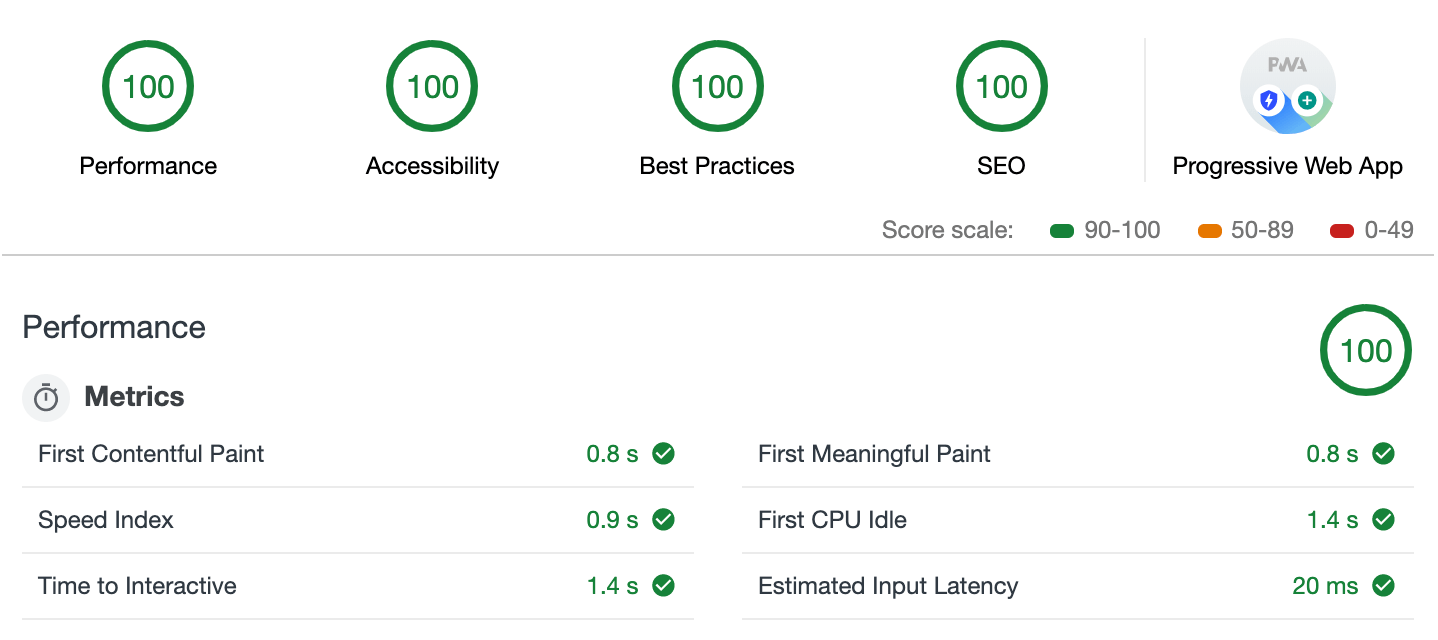 100 100 100 100 PWA
Performance Accessibility Best Practices SEO Progressive Web App
Score scale: 90-100 50-89 0-49
Performance
100
Metrics
First Contentful Paint 0.8 s First Meaningful Paint 0.8 s
Speed Index 0.9 s First CPU Idle 1.4 s
Time to Interactive 1.4 s Estimated Input Latency 20 ms